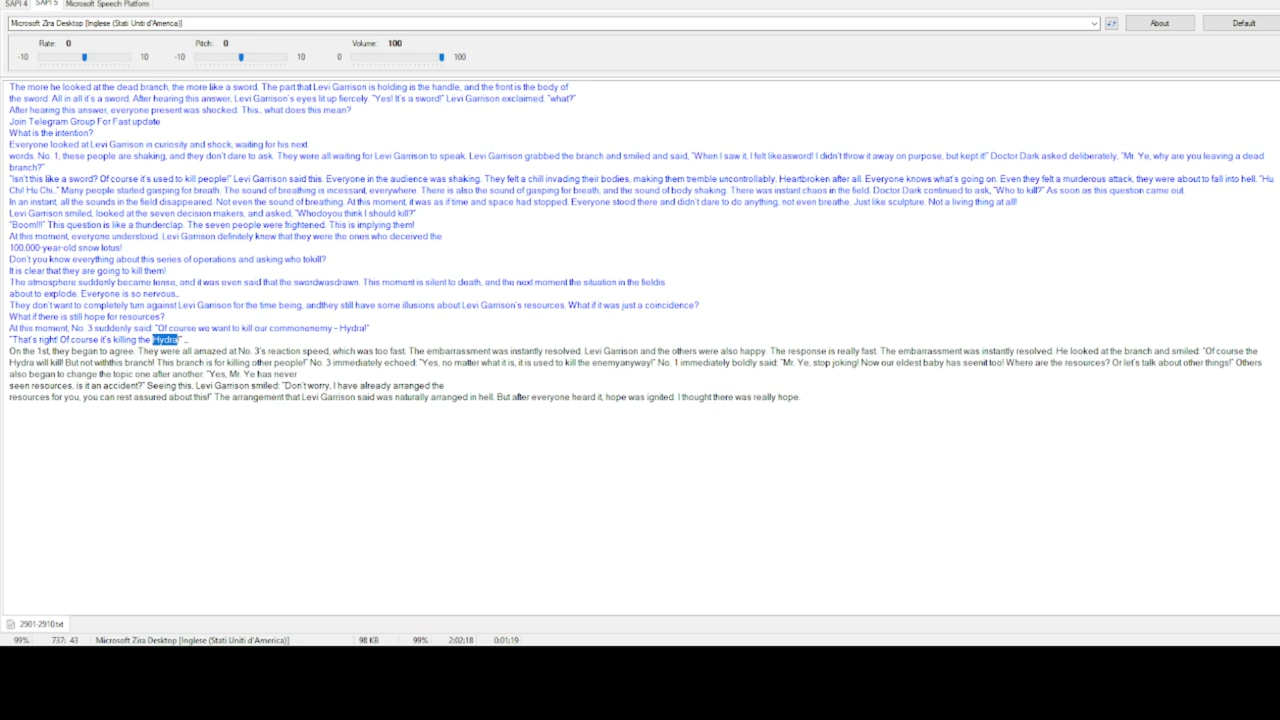 SAPI 4 SAPI 5 Microsoft Speech Platform
Microsoft Zira Desktop [Inglese (Stati Uniti d'America)] About Default
Rate: 0 Pitch: 0 Volume: 100
-10 10 -10 10 0 100
The more he looked at the dead branch, the more like a sword. The part that Levi Garrison is holding is the handle, and the front is the body of
the sword. All in all it's a sword. After hearing this answer, Levi Garrison's eyes lit up fiercely. "Yes! It's a sword!" Levi Garrison exclaimed. "what?"
After hearing this answer, everyone present was shocked. This.. what does this mean?
Join Telegram Group For Fast update
What is the intention?
Everyone looked at Levi Garrison in curiosity and shock, waiting for his next
words. No. 1, these people are shaking, and they don't dare to ask. They were all waiting for Levi Garrison to speak. Levi Garrison grabbed the branch and smiled and said, "When I saw it, I felt likeasword! I didn't throw it away on purpose, but kept it!" Doctor Dark asked deliberately, "Mr. Ye, why are you leaving a dead
branch?"
"Isn't this like a sword? Of course it's used to kill people!" Levi Garrison said this. Everyone in the audience was shaking. They felt a chill invading their bodies, making them tremble uncontrollably. Heartbroken after all. Everyone knows what's going on. Even they felt a murderous attack, they were about to fall into hell. "Hu
Chi! Hu Chi.." Many people started gasping for breath. The sound of breathing is incessant, everywhere. There is also the sound of gasping for breath, and the sound of body shaking. There was instant chaos in the field. Doctor Dark continued to ask, "Who to kill?" As soon as this question came out.
In an instant, all the sounds in the field disappeared. Not even the sound of breathing. At this moment, it was as if time and space had stopped. Everyone stood there and didn't dare to do anything, not even breathe. Just like sculpture. Not a living thing at all!
Levi Garrison smiled, looked at the seven decision makers, and asked, "Whodoyou think I should kill?"
"Boom!!!" This question is like a thunderclap. The seven people were frightened. This is implying them!
At this moment, everyone understood. Levi Garrison definitely knew that they were the ones who deceived the
100,000-year-old snow lotus!
Don't you know everything about this series of operations and asking who tokill?
It is clear that they are going to kill them!
The atmosphere suddenly became tense, and it was even said that the swordwasdrawn. This moment is silent to death, and the next moment the situation in the fieldis
about to explode. Everyone is so nervous..
They don't want to completely turn against Levi Garrison for the time being, andthey still have some illusions about Levi Garrison's resources. What if it was just a coincidence?
What if there is still hope for resources?
At this moment, No. 3 suddenly said: "Of course we want to kill our commonenemy - Hydra!"
"That's right! Of course it's killing the Hydra!" ..
On the 1st, they began to agree. They were all amazed at No. 3's reaction speed, which was too fast. The embarrassment was instantly resolved. Levi Garrison and the others were also happy. The response is really fast. The embarrassment was instantly resolved. He looked at the branch and smiled: "Of course the
Hydra will kill! But not withthis branch! This branch is for killing other people!" No. 3 immediately echoed: "Yes, no matter what it is, it is used to kill the enemyanyway!" No. 1 immediately boldly said: "Mr. Ye, stop joking! Now our eldest baby has seenit too! Where are the resources? Or let's talk about other things!" Others
also began to change the topic one after another: "Yes, Mr. Ye has never
seen resources, is it an accident?" Seeing this, Levi Garrison smiled: "Don't worry, I have already arranged the
resources for you, you can rest assured about this!" The arrangement that Levi Garrison said was naturally arranged in hell. But after everyone heard it, hope was ignited. I thought there was really hope.
2901-2910.txt
99% 737: 43 Microsoft Zira Desktop [Inglese (Stati Uniti d'America)] 98 KB 99% 2:02:18 0:01:19